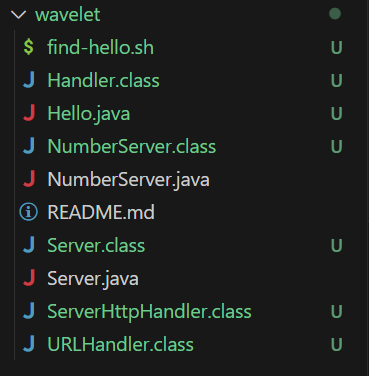 wavelet
$ find-hello.sh
J Handler.class U
J Hello.java U
J NumberServer.class U
J NumberServer.java
i README.md
J Server.class U
J Server.java
J ServerHttpHandler.class U
J URLHandler.class U